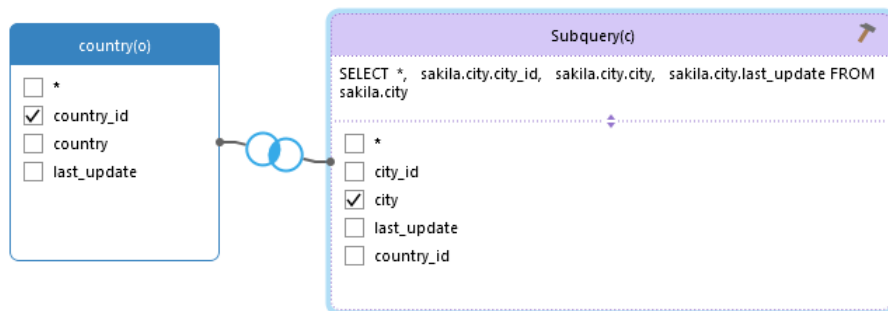 country(o)
*
country_id
country
last_update
Subquery(c)
SELECT *, sakila.city.city_id, sakila.city.city, sakila.city.last_update FROM
sakila.city
*
city_id
city
last_update
country_id